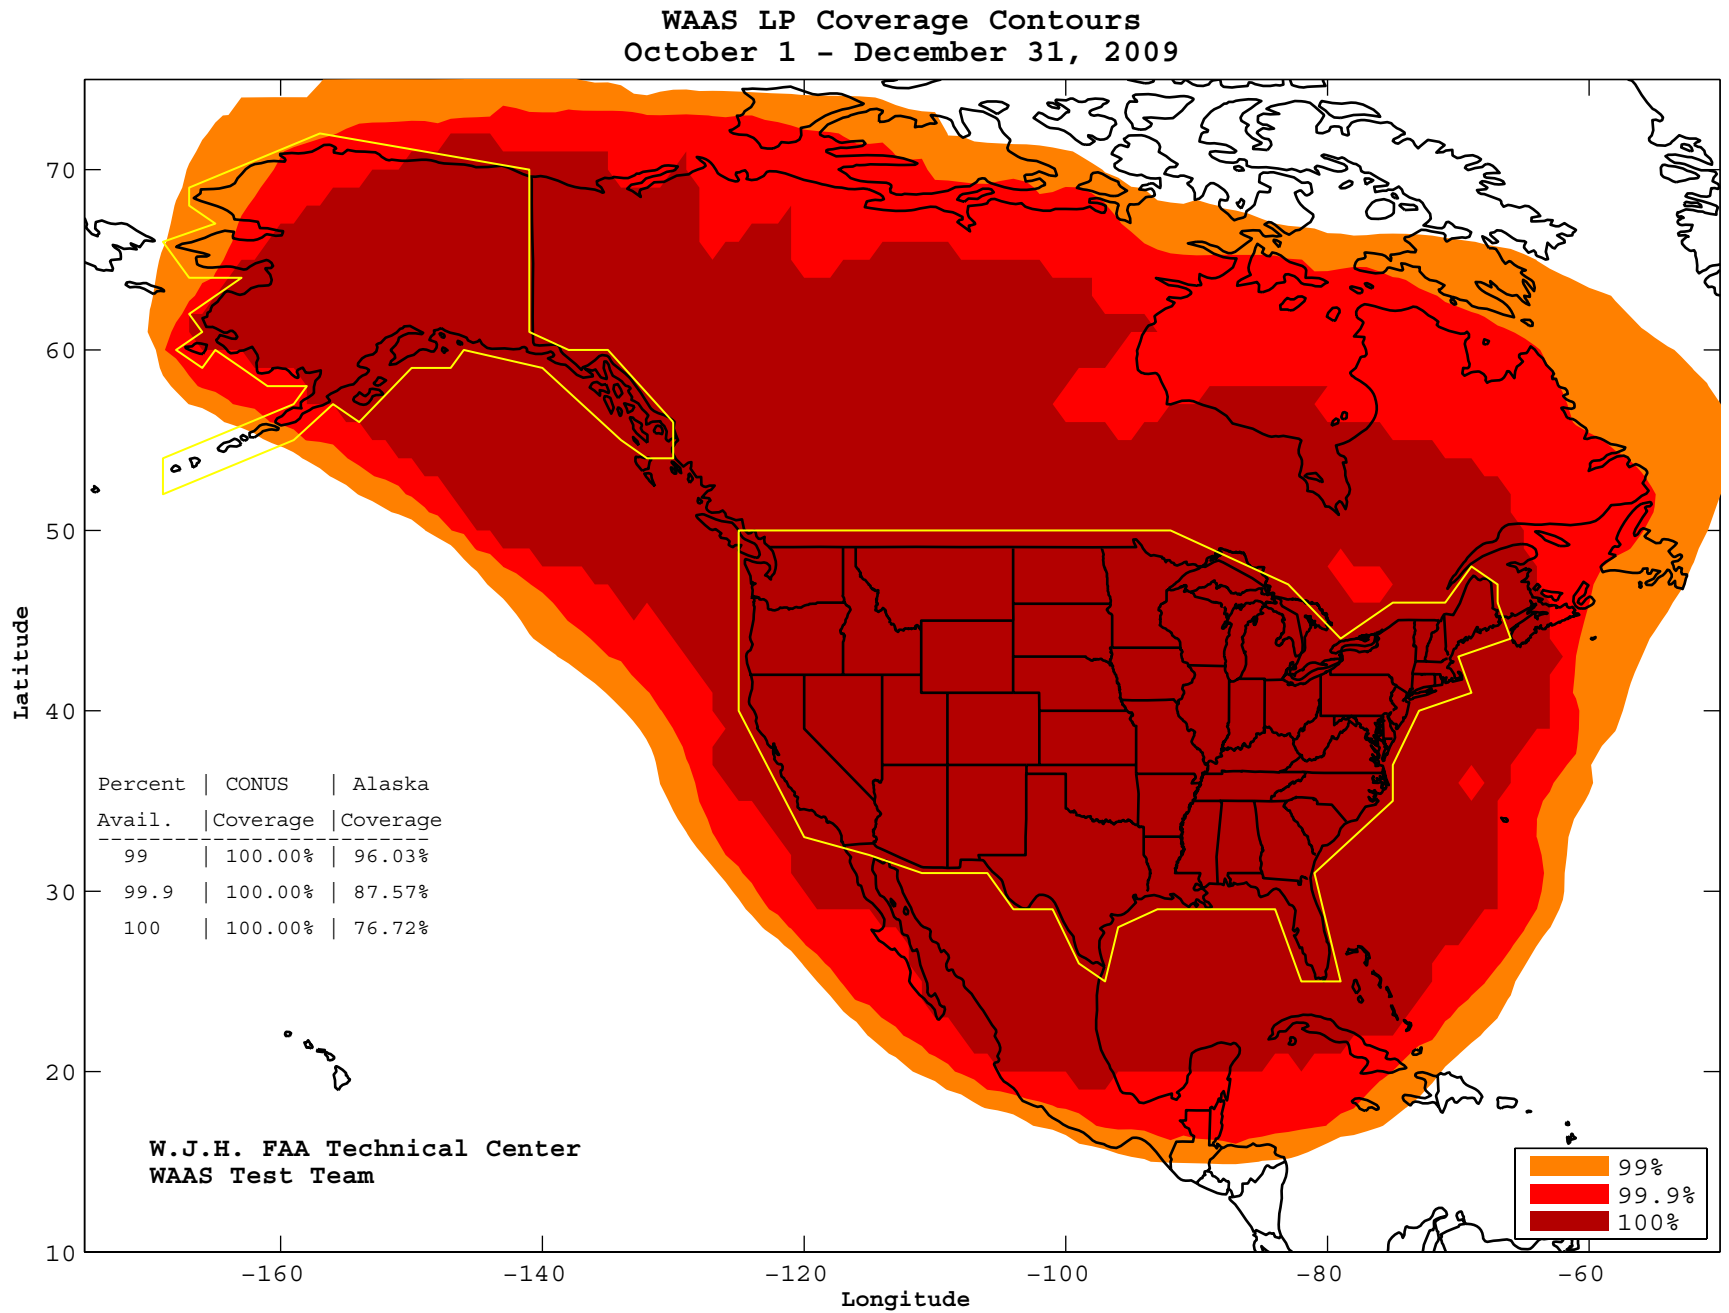 WAAS LP Coverage Contours
October 1 - December 31, 2009
70
60
50
40
30
20
10
Latitude
Percent | CONUS | Alaska
Avail. |Coverage |Coverage
--------------------------
99 | 100.00% | 96.03%
99.9 | 100.00% | 87.57%
100 | 100.00% | 76.72%
W.J.H. FAA Technical Center
WAAS Test Team
99%
99.9%
100%
-160 -140 -120 -100 -80 -60
Longitude